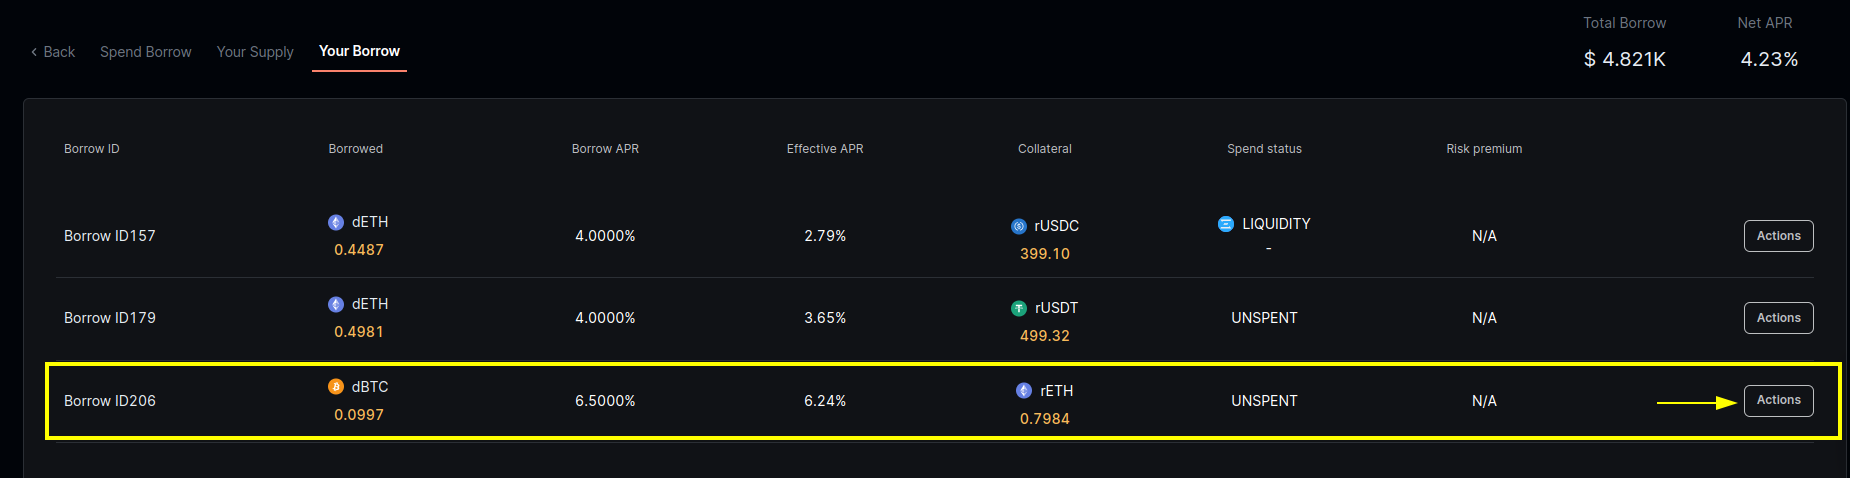 Total Borrow Net APR
Back Spend Borrow Your Supply Your Borrow
$ 4.821K 4.23%
Borrow ID Borrowed Borrow APR Effective APR Collateral Spend status Risk premium
dETH rUSDC LIQUIDITY
Borrow ID157 4.0000% 2.79% N/A Actions
0.4487 399.10 -
dETH rUSDT
Borrow ID179 4.0000% 3.65% UNSPENT N/A Actions
0.4981 499.32
dBTC rETH
Borrow ID206 6.5000% 6.24% UNSPENT N/A Actions
0.0997 0.7984